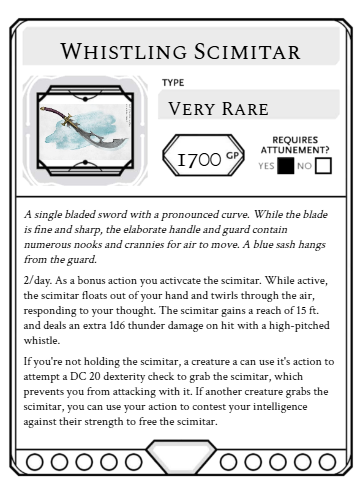 Whistling Scimitar
TYPE
Very Rare
1700 GP
REQUIRES
ATTUNEMENT?
YES NO
A single bladed sword with a pronounced curve. While the blade
is fine and sharp, the elaborate handle and guard contain
numerous nooks and crannies for air to move. A blue sash hangs
from the guard.
2/day. As a bonus action you activcate the scimitar. While active,
the scimitar floats out of your hand and twirls through the air,
responding to your thought. The scimitar gains a reach of 15 ft.
and deals an extra 1d6 thunder damage on hit with a high-pitched
whistle.
If you're not holding the scimitar, a creature a can use it's action to
attempt a DC 20 dexterity check to grab the scimitar, which
prevents you from attacking with it. If another creature grabs the
scimitar, you can use your action to contest your intelligence
against their strength to free the scimitar.